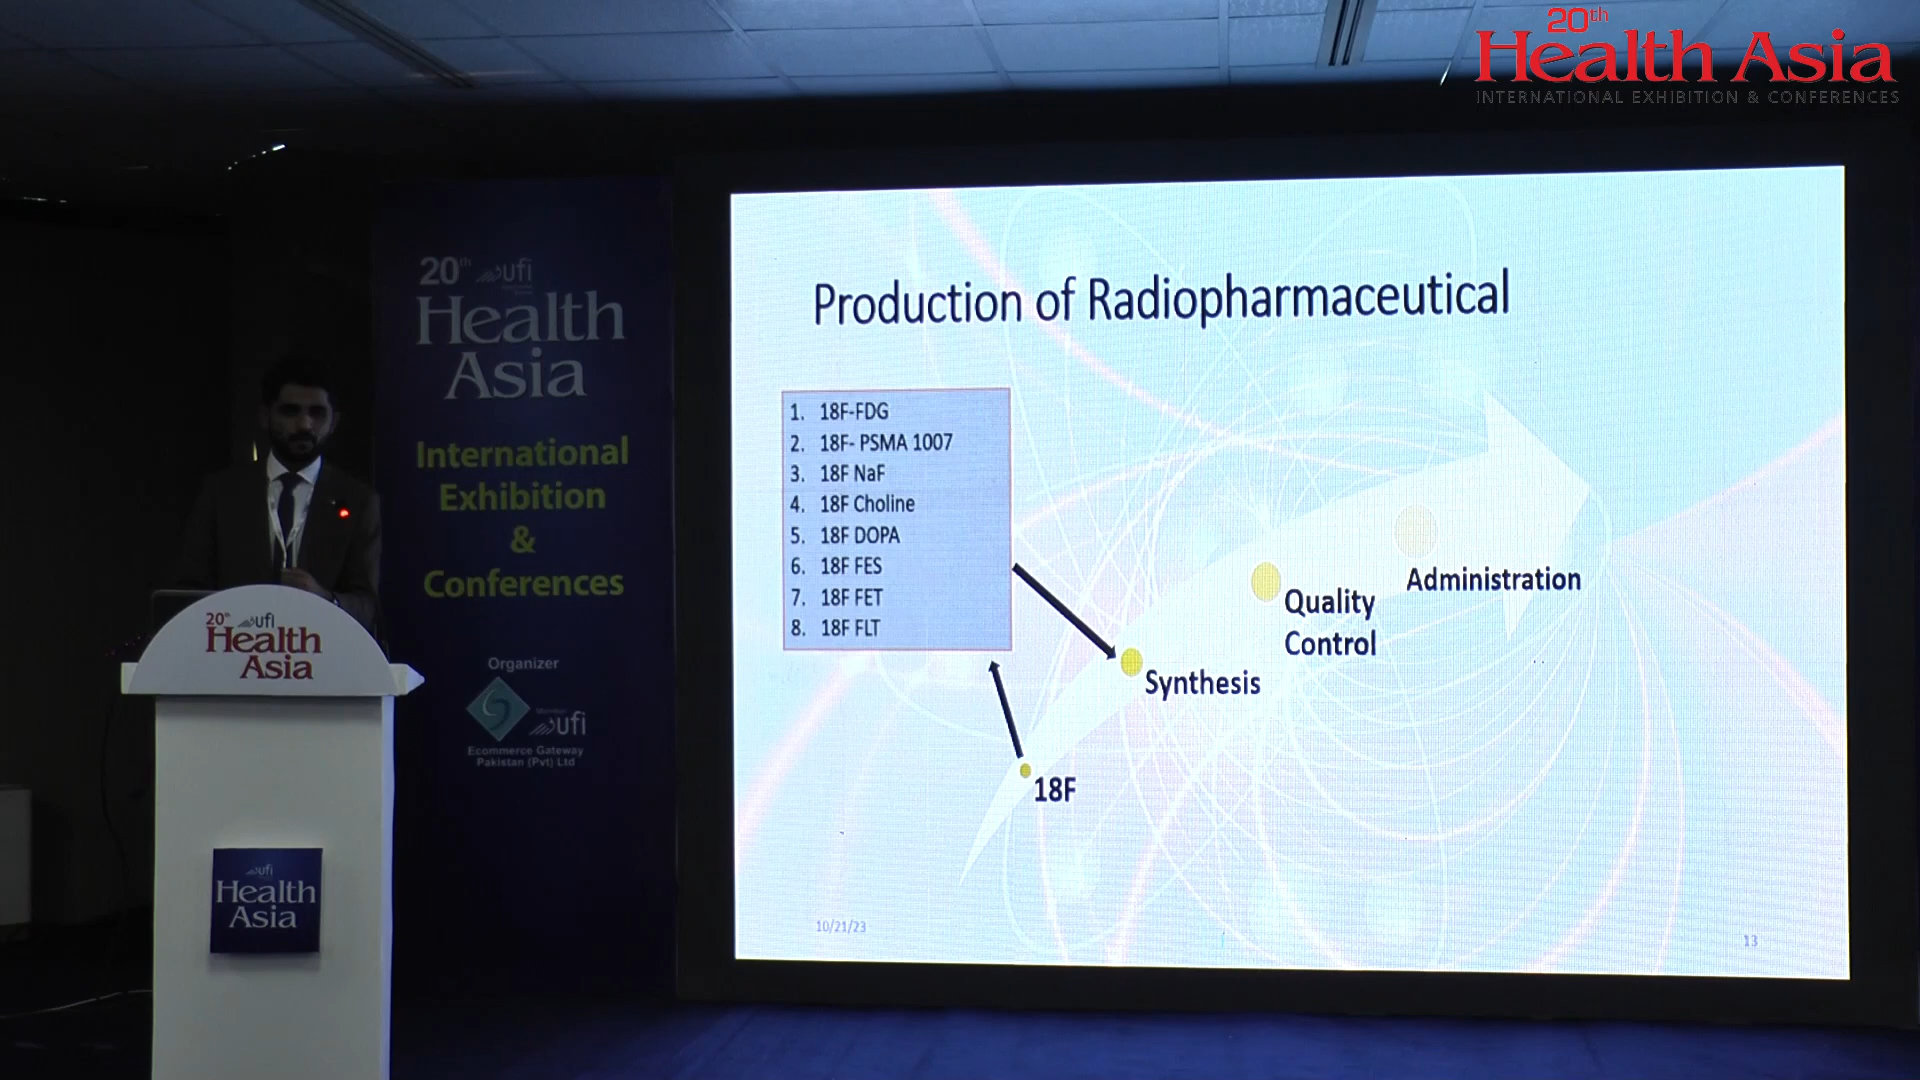 20th
Health Asia
INTERNATIONAL EXHIBITION & CONFERENCES
20th ufi
Health
Asia
International
Exhibition
&
Conferences
Organizer
Member
ufi
Ecommerce Gateway
Pakistan (Pvt) Ltd
20th ufi
Health
Asia
ufi
Health
Asia
Production of Radiopharmaceutical
1. 18F-FDG
2. 18F- PSMA 1007
3. 18F NaF
4. 18F Choline
5. 18F DOPA
6. 18F FES
7. 18F FET
8. 18F FLT
18F
Synthesis
Quality
Control
Administration
10/21/23
13